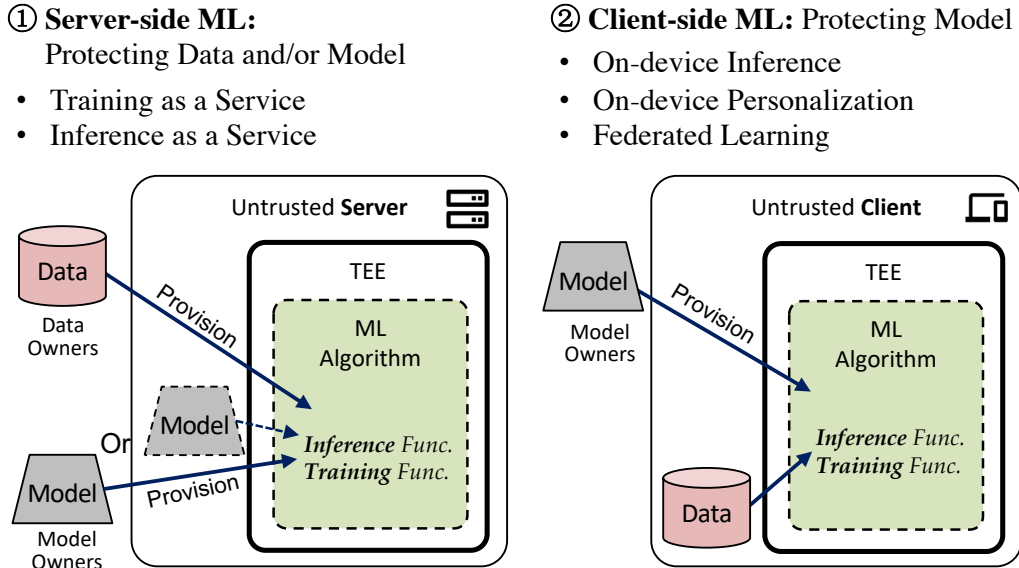 ① Server-side ML:
Protecting Data and/or Model
• Training as a Service
• Inference as a Service
Untrusted Server
TEE
Data
Data
Owners
Provision
ML
Algorithm
Model
Or
Inference Func.
Training Func.
Model
Provision
Model
Owners
② Client-side ML: Protecting Model
• On-device Inference
• On-device Personalization
• Federated Learning
Untrusted Client
TEE
Model
Model
Owners
Provision
ML
Algorithm
Inference Func.
Training Func.
Data